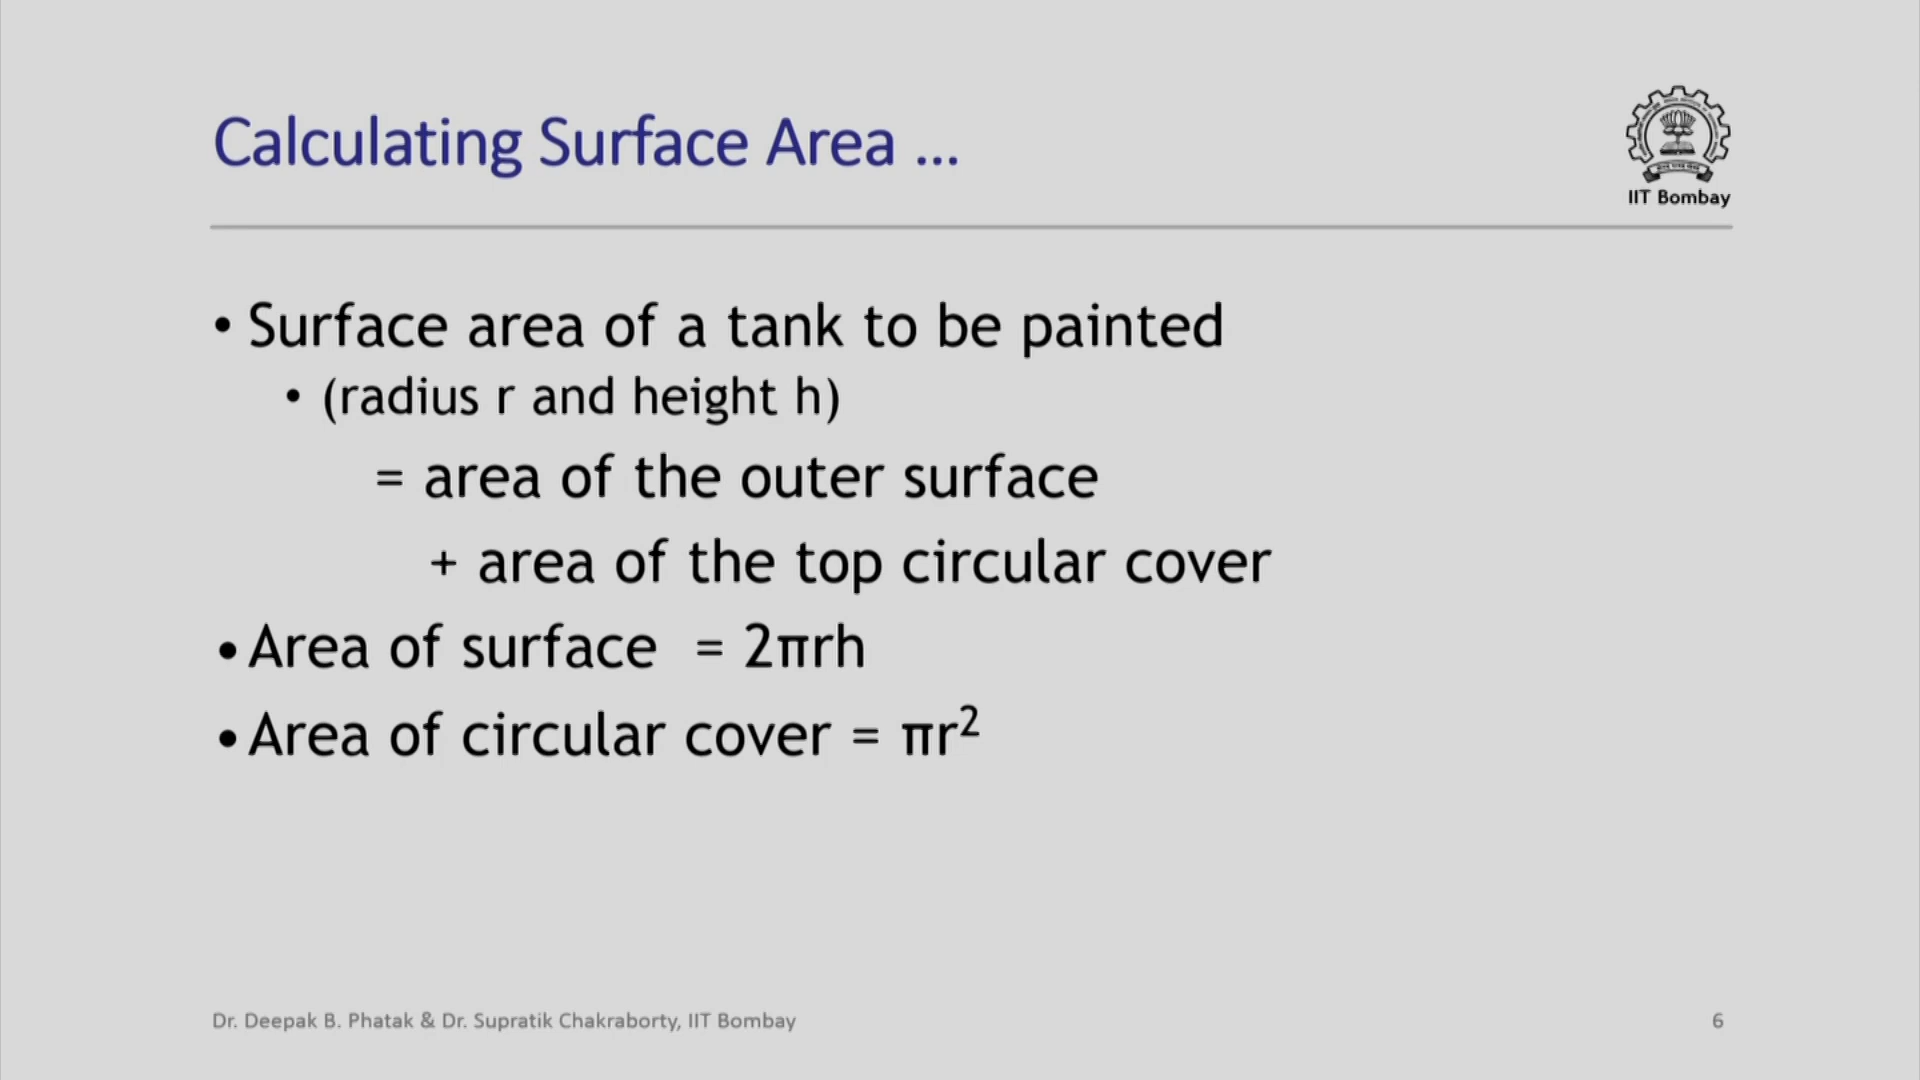 Calculating Surface Area ...
IIT Bombay
• Surface area of a tank to be painted
• (radius r and height h)
= area of the outer surface
+ area of the top circular cover
• Area of surface = 2πrh
• Area of circular cover = πr²
Dr. Deepak B. Phatak & Dr. Supratik Chakraborty, IIT Bombay
6